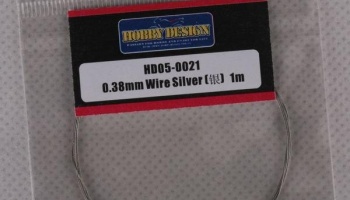 HOBBY DESIGN
HD05-0021
0.38mm Wire Silver (银) 1m